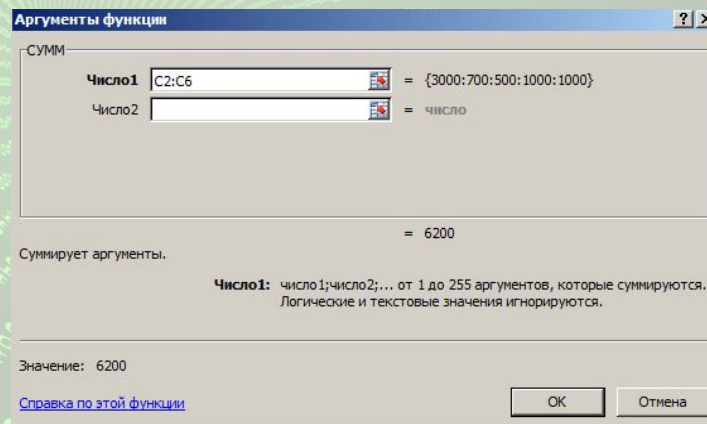 Аргументы функции
СУММ
Число1 C2:C6 = {3000:700:500:1000:1000}
Число2 = число
= 6200
Суммирует аргументы.
Число1: число1;число2;... от 1 до 255 аргументов, которые суммируются.
Логические и текстовые значения игнорируются.
Значение: 6200
Справка по этой функции
ОК
Отмена